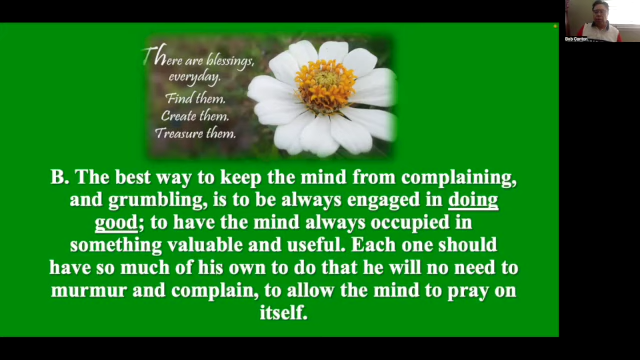 There are blessings,
everyday.
Find them.
Create them.
Treasure them.
B. The best way to keep the mind from complaining,
and grumbling, is to be always engaged in doing
good; to have the mind always occupied in
something valuable and useful. Each one should
have so much of his own to do that he will no need to
murmur and complain, to allow the mind to pray on
itself.